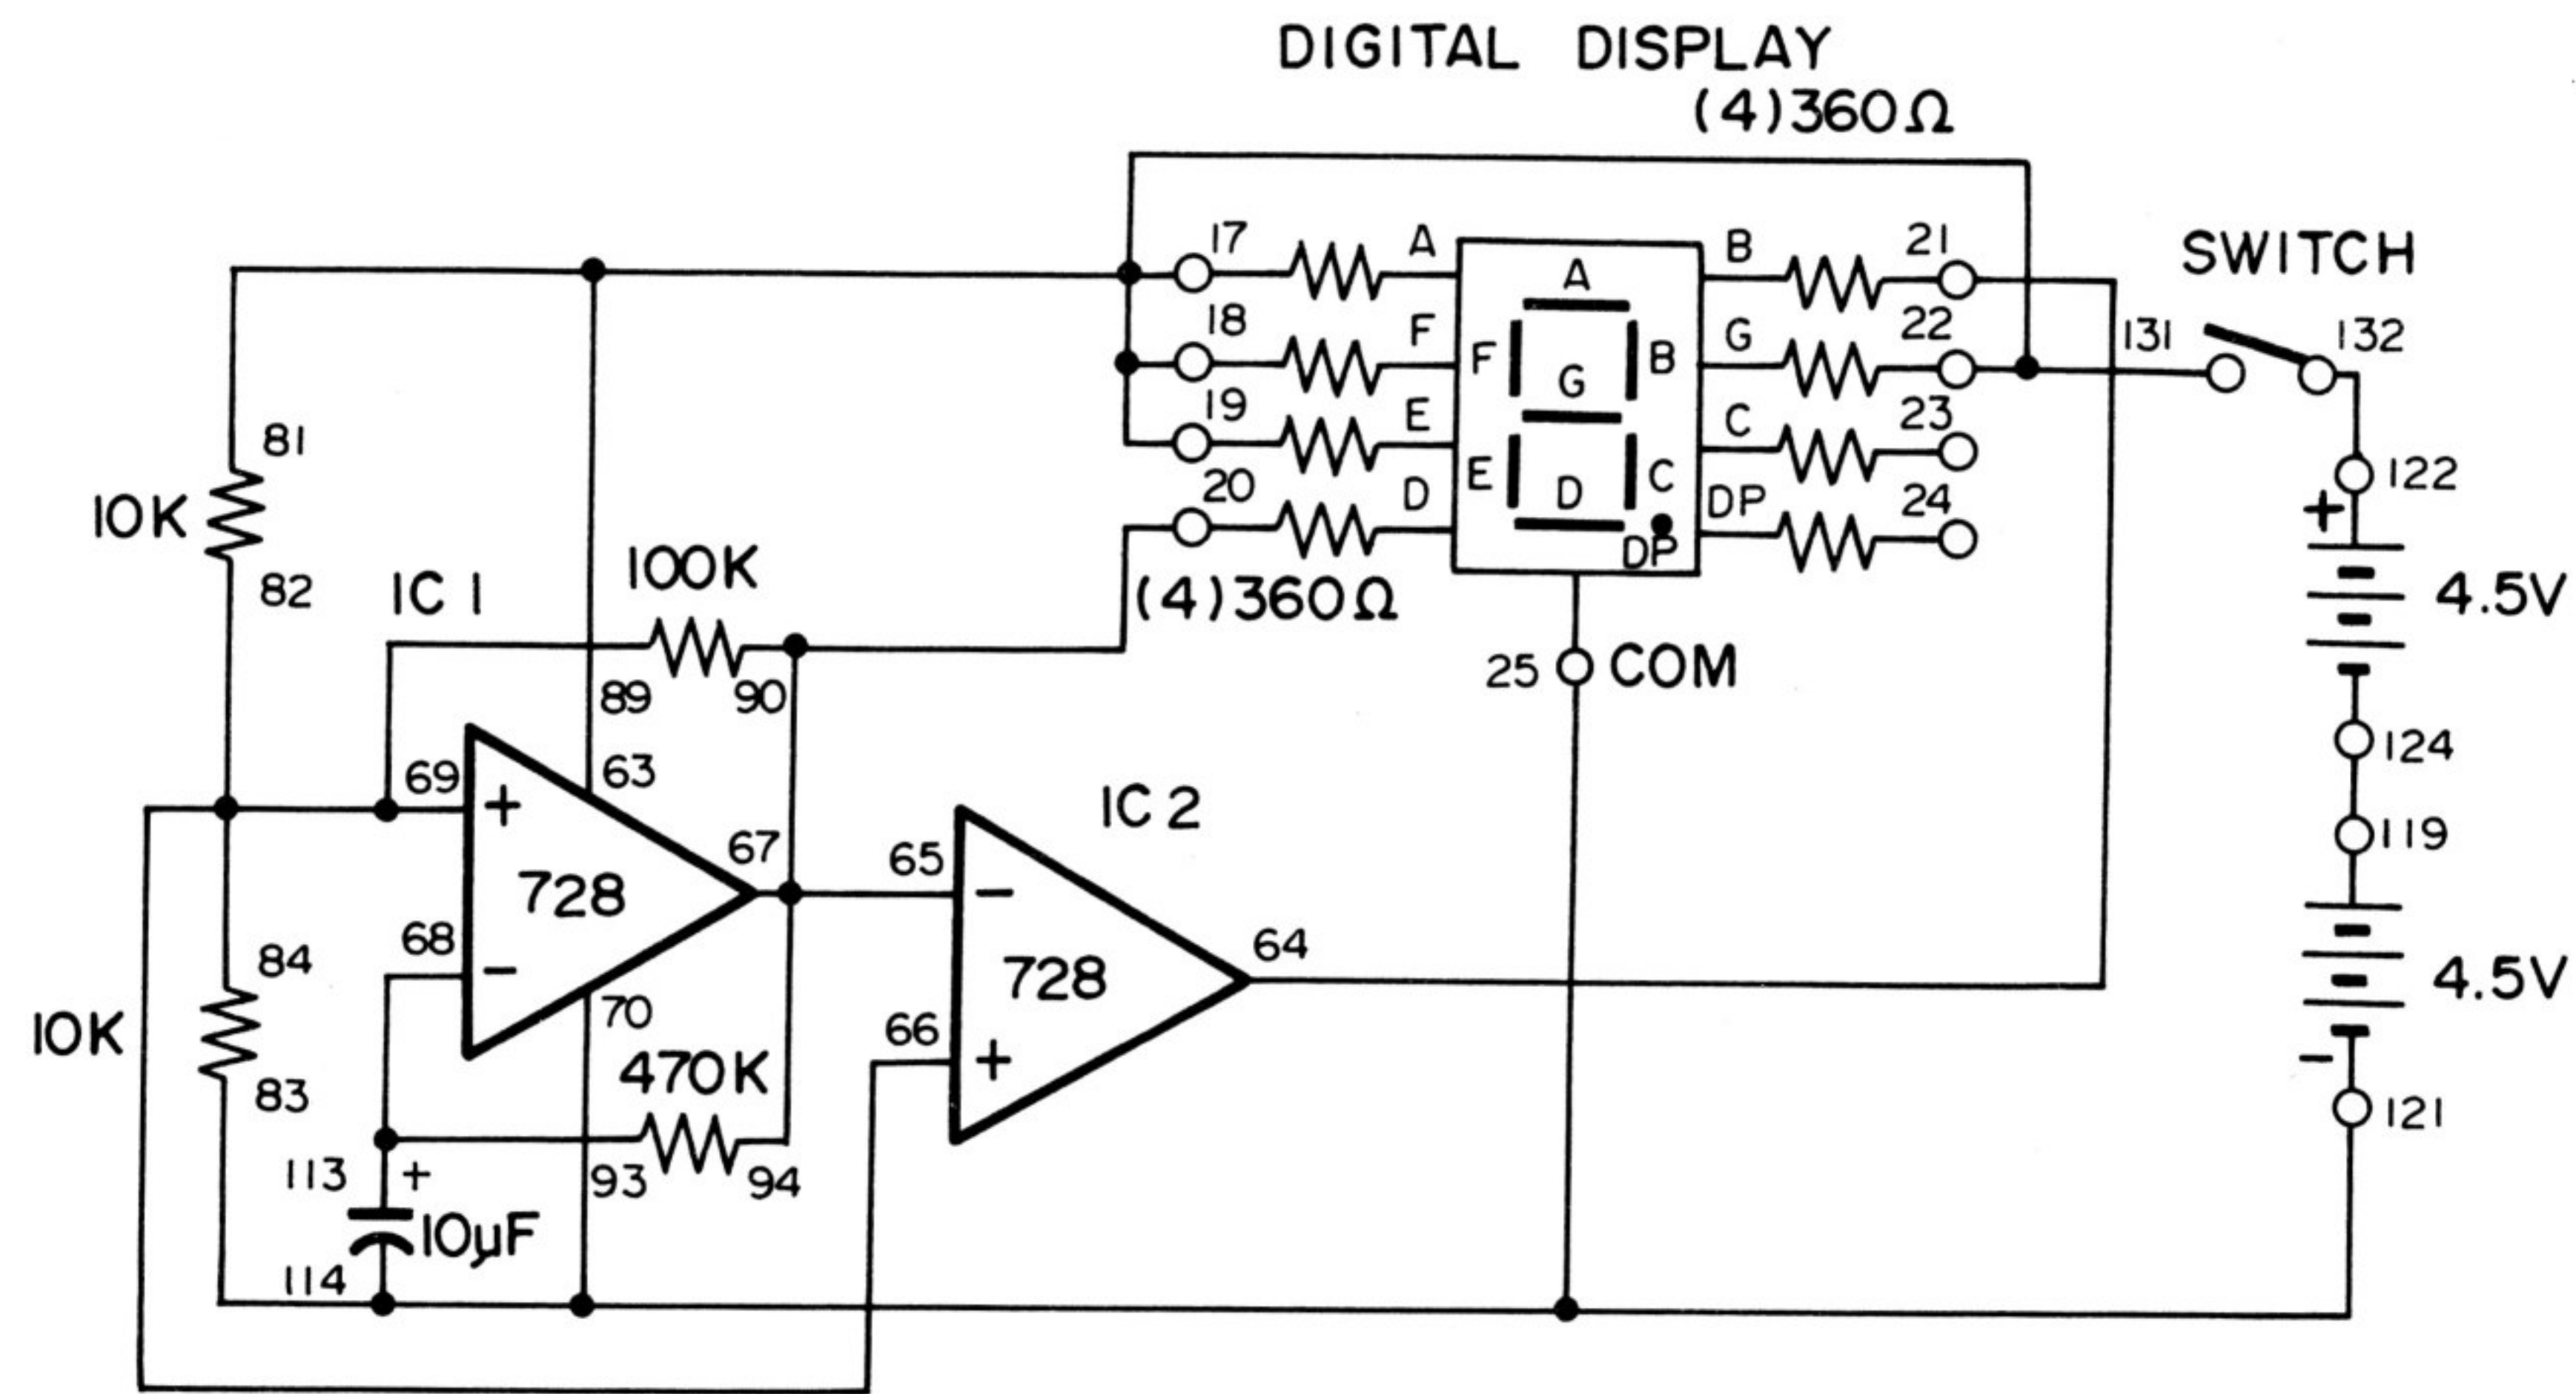 DIGITAL DISPLAY
(4)360Ω
17 A B 21
A
SWITCH
18 F F G B G 22
131 132
19 E C 23
81 122
+
20 D E D C DP 24
DP
10K
82 IC 1 100K (4)360Ω 4.5V
89 90 25 COM
124
69 + 63
IC 2
67 65 119
728 −
68 − 64
84 728 4.5V
70 66 +
10K 470K
83 −
121
113 + 93 94
10µF
114